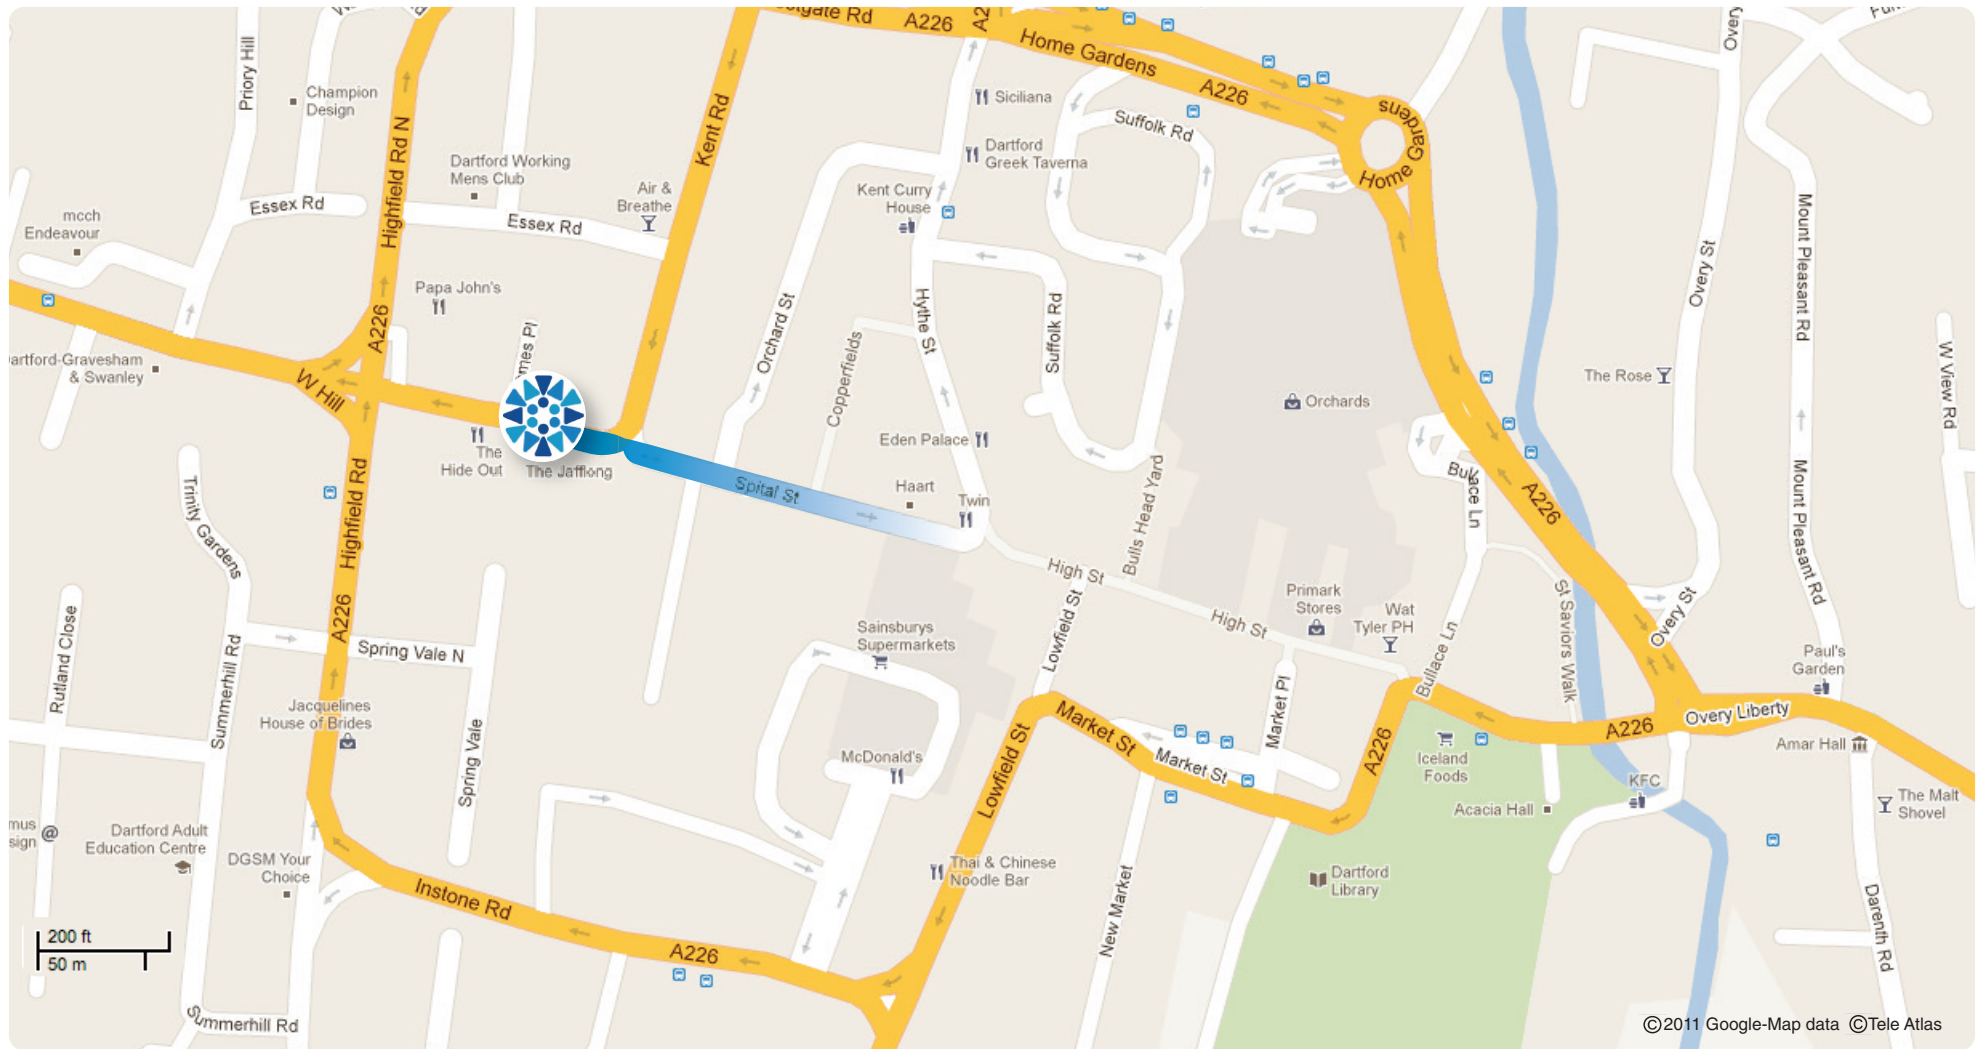 A226
Home Gardens
A226
Home Gardens
Overy
Priory Hill
Champion
Design
Highfield Rd N
Kent Rd
Siciliana
Suffolk Rd
Dartford
Greek Taverna
Dartford Working
Mens Club
Air &
Breathe
Kent Curry
House
Essex Rd
Essex Rd
mcch
Endeavour
Papa John's
A226
Orchard St
Hythe St
Suffolk Rd
Copperfields
Overy St
Mount Pleasant Rd
W View Rd
The Rose
Orchards
& Swanley
W Hill
The
Hide Out
The Jafflong
Eden Palace
Spital St
Haart
Twin
Bulls Head Yard
Bullace Ln
A226
Mount Pleasant Rd
Trinity Gardens
Highfield Rd
A226
High St
High St
Lowfield St
Primark
Stores
Wat
Tyler PH
Bullace Ln
St Saviors Walk
Overy St
Paul's
Garden
Rutland Close
Summerhill Rd
Spring Vale N
Sainsburys
Supermarkets
Jacquelines
House of Brides
Spring Vale
McDonald's
Lowfield St
Market St
Market St
Market Pl
A226
A226
Overy Liberty
Amar Hall
Iceland
Foods
KFC
Acacia Hall
The Malt
Shovel
@
Dartford Adult
Education Centre
DGSM Your
Choice
Instone Rd
A226
Thai & Chinese
Noodle Bar
New Market
Dartford
Library
Darenth Rd
200 ft
50 m
Summerhill Rd
©2011 Google-Map data ©Tele Atlas